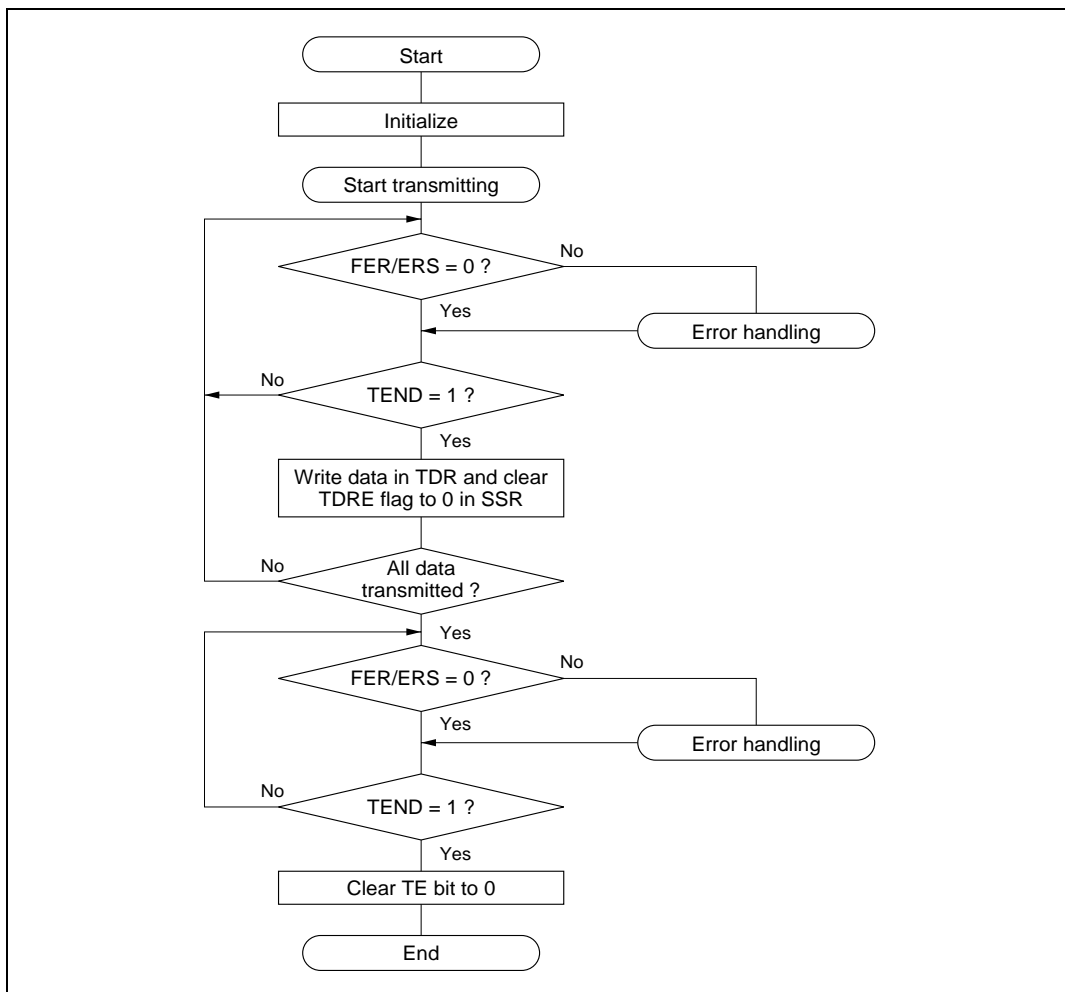 Start
Initialize
Start transmitting
FER/ERS = 0 ?
No
Yes
Error handling
No
TEND = 1 ?
Yes
Write data in TDR and clear
TDRE flag to 0 in SSR
No
All data
transmitted ?
Yes
FER/ERS = 0 ?
No
Yes
Error handling
No
TEND = 1 ?
Yes
Clear TE bit to 0
End